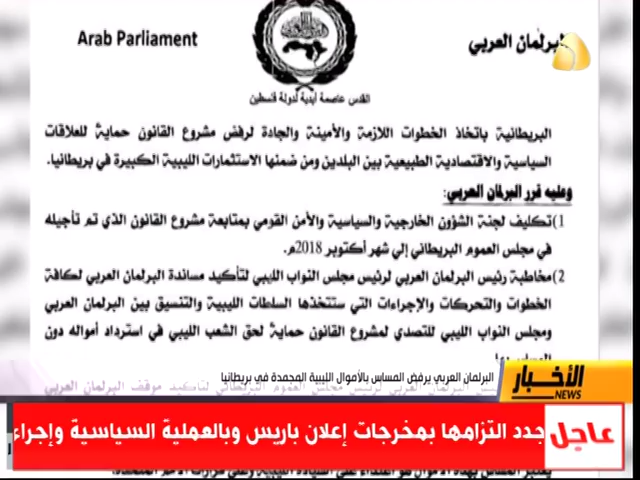 Arab Parliament
البرلمان العربي
القدس عاصمة أبدية لدولة فلسطين
البريطانية باتخاذ الخطوات اللازمة والأمينة والجادة لرفض مشروع القانون حماية للعلاقات
السياسية والاقتصادية الطبيعية بين البلدين ومن ضمنها الاستثمارات الليبية الكبيرة في بريطانيا.
وعليه قرر البرلمان العربي:
1) تكليف لجنة الشؤون الخارجية والسياسية والأمن القومي بمتابعة مشروع القانون الذي تم تأجيله
في مجلس العموم البريطاني إلي شهر أكتوبر 2018م.
2) مخاطبة رئيس البرلمان العربي لرئيس مجلس النواب الليبي لتأكيد مساندة البرلمان العربي لكافة
الخطوات والتحركات والإجراءات التي ستتخذها السلطات الليبية والتنسيق بين البرلمان العربي
ومجلس النواب الليبي للتصدي لمشروع القانون حماية لحق الشعب الليبي في استرداد أمواله دون
البرلمان العربي يرفض المساس بالأموال الليبية المجمدة في بريطانيا
الأخبار
NEWS
عاجل
جدد التزامها بمخرجات إعلان باريس وبالعملية السياسية وإجراء